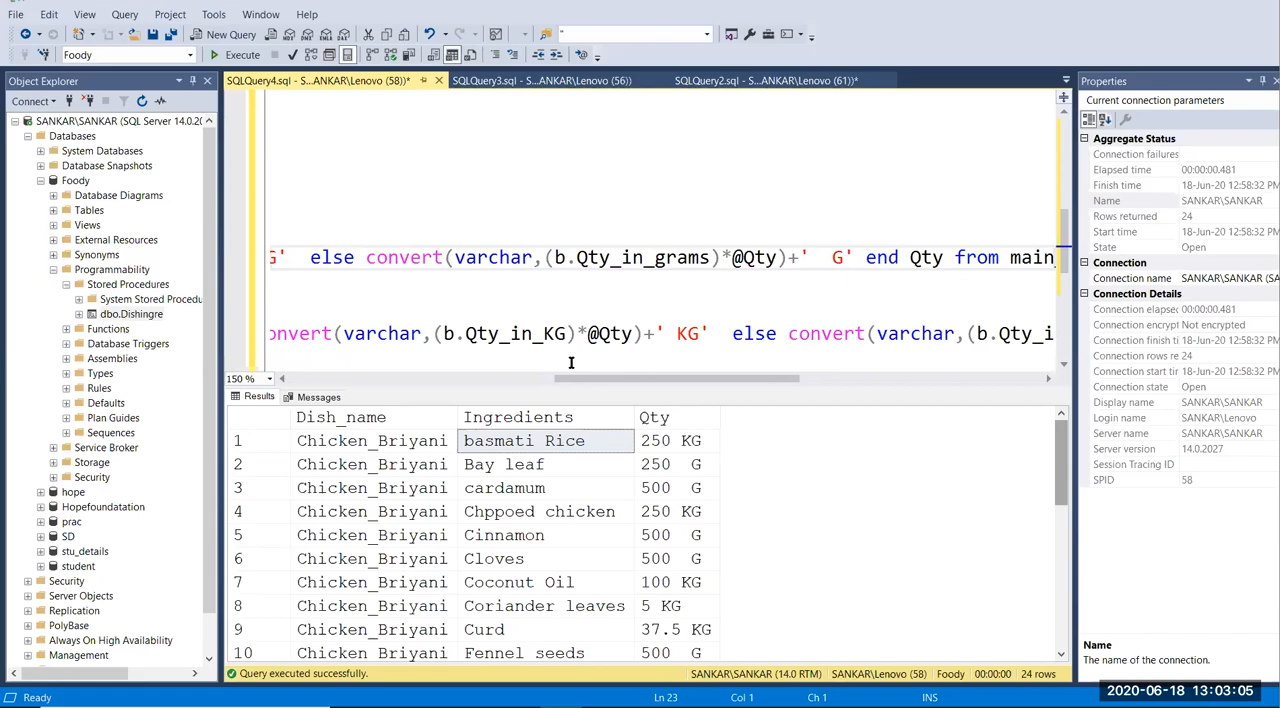 File Edit View Query Project Tools Window Help
New Query
Foody Execute
Object Explorer
Connect
SANKAR\SANKAR (SQL Server 14.0.20
Databases
System Databases
Database Snapshots
Foody
Database Diagrams
Tables
Views
External Resources
Synonyms
Programmability
Stored Procedures
System Stored Procedu
dbo.Dishingre
Functions
Database Triggers
Assemblies
Types
Rules
Defaults
Plan Guides
Sequences
Service Broker
Storage
Security
hope
Hopefoundatation
prac
SD
stu_details
student
Security
Server Objects
Replication
PolyBase
Always On High Availability
Management
SQLQuery4.sql - S...ANKAR\Lenovo (58))* SQLQuery3.sql - S...ANKAR\Lenovo (56)) SQLQuery2.sql - S...ANKAR\Lenovo (61))*
G' else convert(varchar,(b.Qty_in_grams)*@Qty)+'  G' end Qty from main_
onvert(varchar,(b.Qty_in_KG)*@Qty)+' KG'  else convert(varchar,(b.Qty_i
150 %
Results Messages
Dish_name Ingredients Qty
1 Chicken_Briyani basmati Rice 250 KG
2 Chicken_Briyani Bay leaf 250  G
3 Chicken_Briyani cardamum 500  G
4 Chicken_Briyani Chppoed chicken 250 KG
5 Chicken_Briyani Cinnamon 500  G
6 Chicken_Briyani Cloves 500  G
7 Chicken_Briyani Coconut Oil 100 KG
8 Chicken_Briyani Coriander leaves 5 KG
9 Chicken_Briyani Curd 37.5 KG
10 Chicken_Briyani Fennel seeds 500  G
Query executed successfully. SANKAR\SANKAR (14.0 RTM) SANKAR\Lenovo (58) Foody 00:00:00 24 rows
Properties
Current connection parameters
Aggregate Status
Connection failures
Elapsed time 00:00:00.481
Finish time 18-Jun-20 12:58:32 PM
Name SANKAR\SANKAR
Rows returned 24
Start time 18-Jun-20 12:58:32 PM
State Open
Connection
Connection name SANKAR\SANKAR (SA
Connection Details
Connection elapsed 00:00:00.481
Connection encrypt Not encrypted
Connection finish ti 18-Jun-20 12:58:32 PM
Connection rows re 24
Connection start tim 18-Jun-20 12:58:32 PM
Connection state Open
Display name SANKAR\SANKAR
Login name SANKAR\Lenovo
Server name SANKAR\SANKAR
Server version 14.0.2027
Session Tracing ID
SPID 58
Name
The name of the connection.
Ready Ln 23 Col 1 Ch 1 INS
2020-06-18 13:03:05